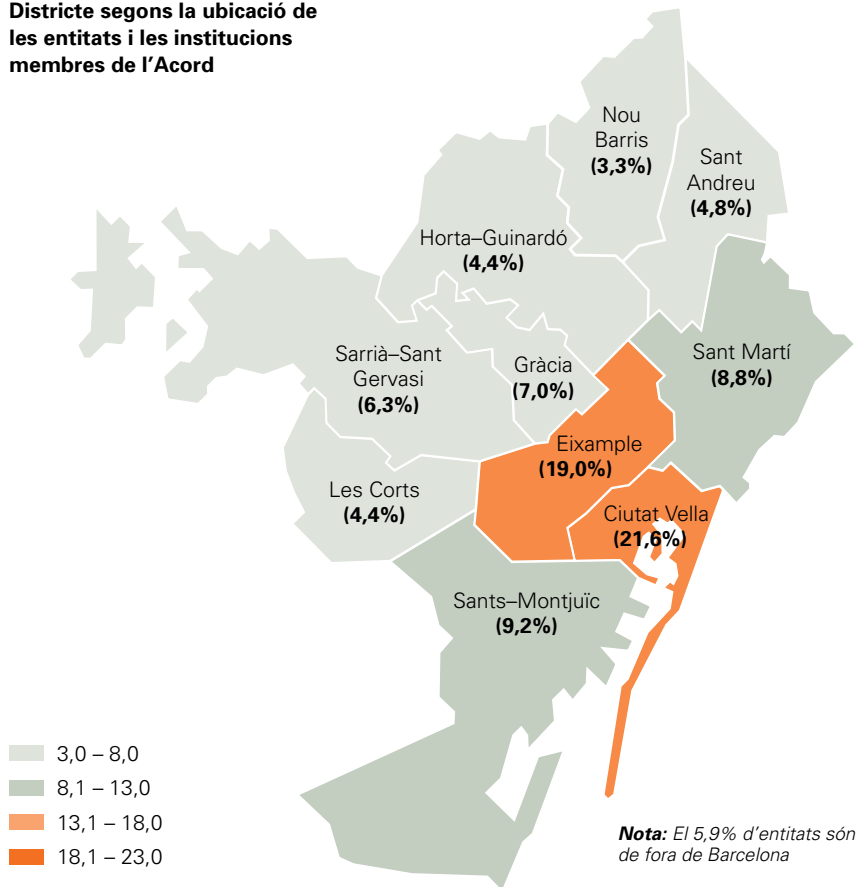 Districte segons la ubicació de
les entitats i les institucions
membres de l’Acord
Nou
Barris
(3,3%)
Sant
Andreu
(4,8%)
Horta–Guinardó
(4,4%)
Sarrià–Sant
Gervasi
(6,3%)
Gràcia
(7,0%)
Sant Martí
(8,8%)
Eixample
(19,0%)
Les Corts
(4,4%)
Ciutat Vella
(21,6%)
Sants–Montjuïc
(9,2%)
3,0 – 8,0
8,1 – 13,0
13,1 – 18,0
18,1 – 23,0
Nota: El 5,9% d’entitats són
de fora de Barcelona